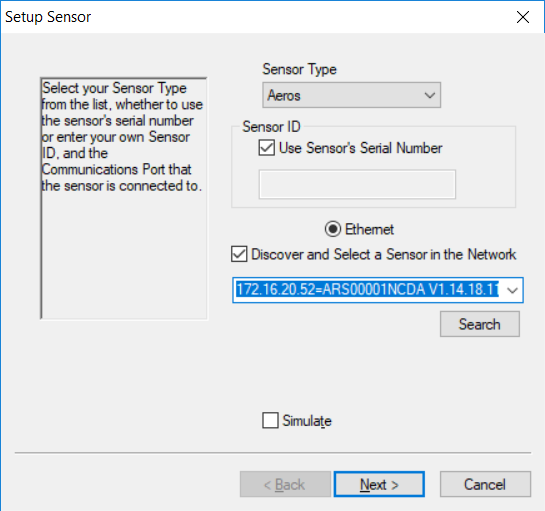 Setup Sensor
Select your Sensor Type
from the list, whether to use
the sensor's serial number
or enter your own Sensor
ID, and the
Communications Port that
the sensor is connected to.
Sensor Type
Aeros
Sensor ID
Use Sensor's Serial Number
Ethernet
Discover and Select a Sensor in the Network
172.16.20.52=ARS00001NCDA V1.14.18.11
Search
Simulate
< Back
Next >
Cancel